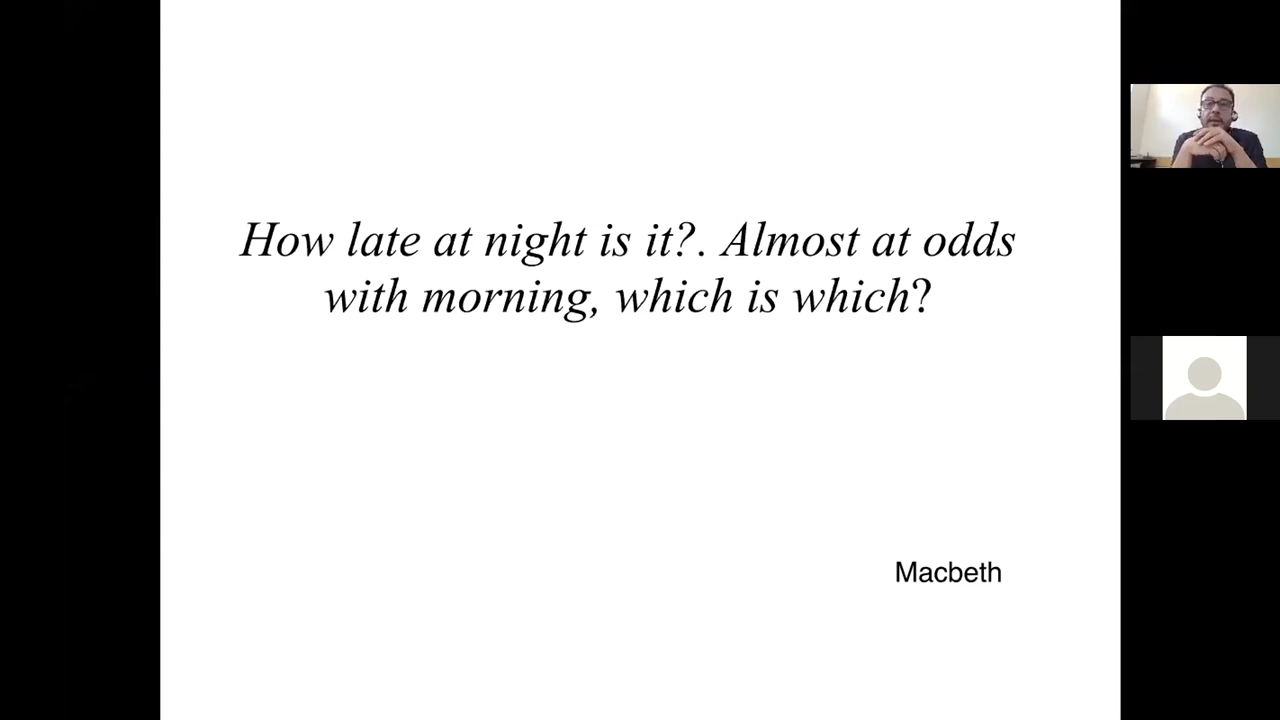 How late at night is it?. Almost at odds
with morning, which is which?
Macbeth